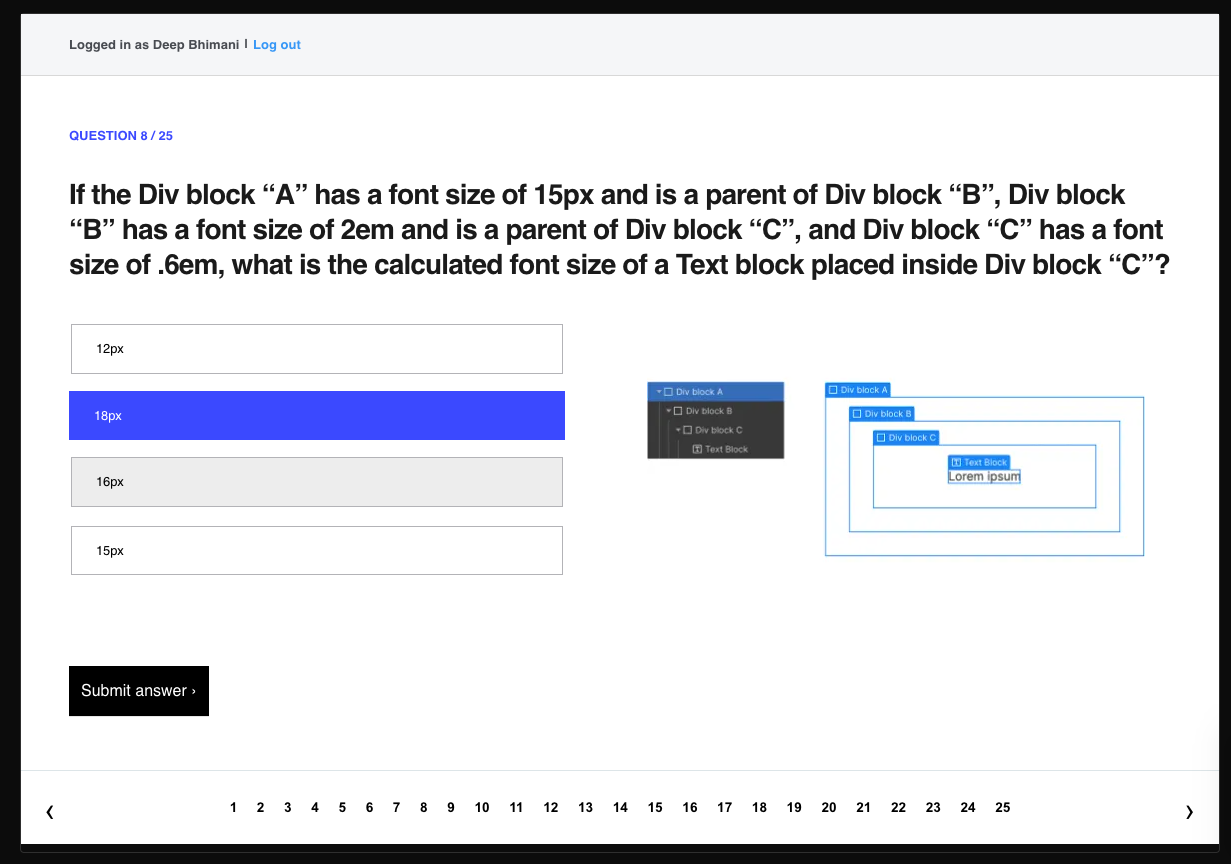 Logged in as Deep Bhimani | Log out
QUESTION 8 / 25
If the Div block “A” has a font size of 15px and is a parent of Div block “B”, Div block
“B” has a font size of 2em and is a parent of Div block “C”, and Div block “C” has a font
size of .6em, what is the calculated font size of a Text block placed inside Div block “C”?
12px
18px
16px
15px
Div block A
Div block B
Div block C
Text Block
Div block A
Div block B
Div block C
Text Block
Lorem ipsum
Submit answer ›
❮ 1 2 3 4 5 6 7 8 9 10 11 12 13 14 15 16 17 18 19 20 21 22 23 24 25 ❯